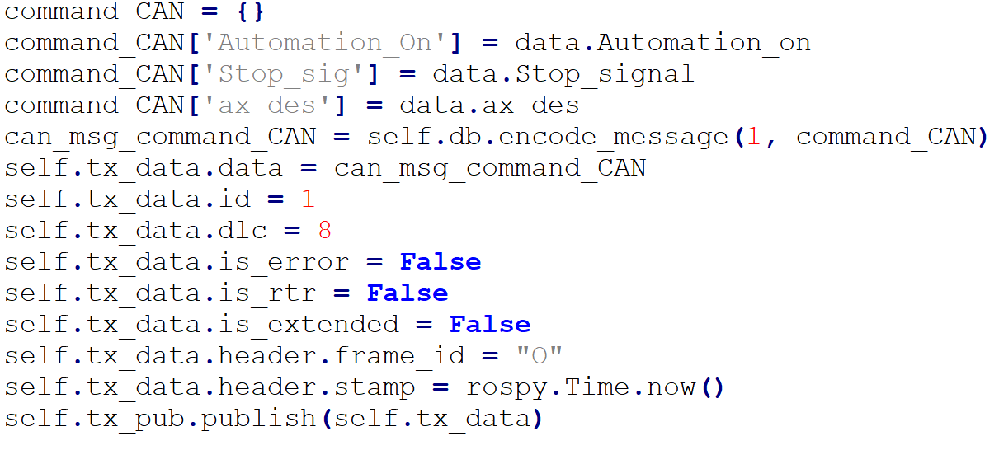 command_CAN = {}
command_CAN['Automation_On'] = data.Automation_on
command_CAN['Stop_sig'] = data.Stop_signal
command_CAN['ax_des'] = data.ax_des
can_msg_command_CAN = self.db.encode_message(1, command_CAN)
self.tx_data.data = can_msg_command_CAN
self.tx_data.id = 1
self.tx_data.dlc = 8
self.tx_data.is_error = False
self.tx_data.is_rtr = False
self.tx_data.is_extended = False
self.tx_data.header.frame_id = "O"
self.tx_data.header.stamp = rospy.Time.now()
self.tx_pub.publish(self.tx_data)